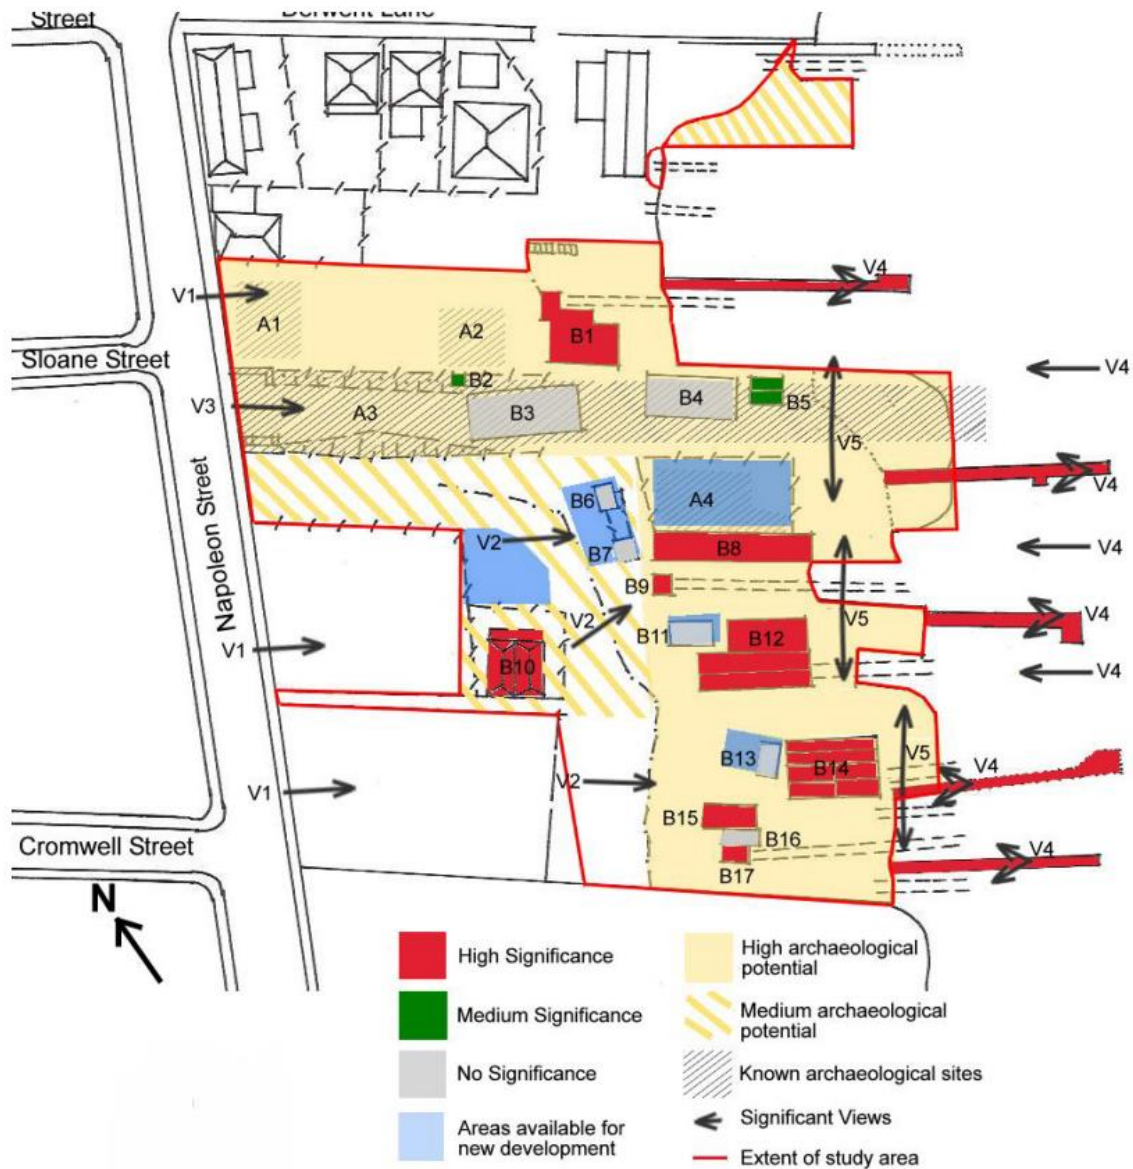 Street
Derwent Lane
V4
V1
A1
A2
B1
Sloane Street
V4
B2
B5
V3
A3
B3
B4
V5
V4
B6
A4
Napoleon Street
V2
B7
B8
V4
B9
V2
B11
B12
V5
V4
V1
B10
V4
B13
B14
V5
V4
V1
V2
B15
B16
Cromwell Street
B17
V4
N
High Significance
Medium Significance
No Significance
Areas available for
new development
High archaeological
potential
Medium archaeological
potential
Known archaeological sites
Significant Views
Extent of study area